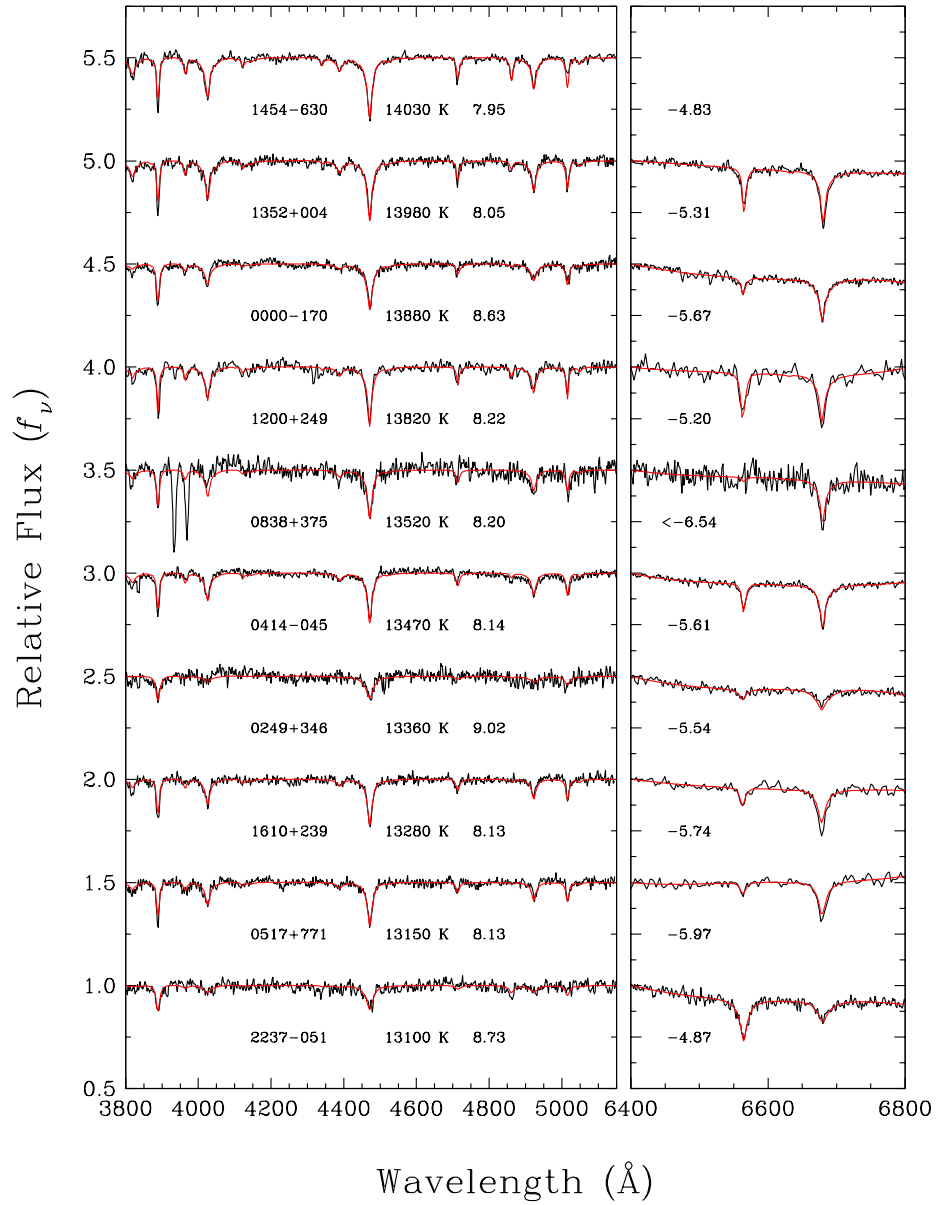 5.5
1454−630 14030 K 7.95 −4.83
5.0
1352+004 13980 K 8.05 −5.31
4.5
0000−170 13880 K 8.63 −5.67
4.0
1200+249 13820 K 8.22 −5.20
3.5
0838+375 13520 K 8.20 <−6.54
3.0
0414−045 13470 K 8.14 −5.61
2.5
0249+346 13360 K 9.02 −5.54
2.0
1610+239 13280 K 8.13 −5.74
1.5
0517+771 13150 K 8.13 −5.97
1.0
2237−051 13100 K 8.73 −4.87
0.5
3800 4000 4200 4400 4600 4800 5000 6400 6600 6800
Relative Flux (fν)
Wavelength (Å)